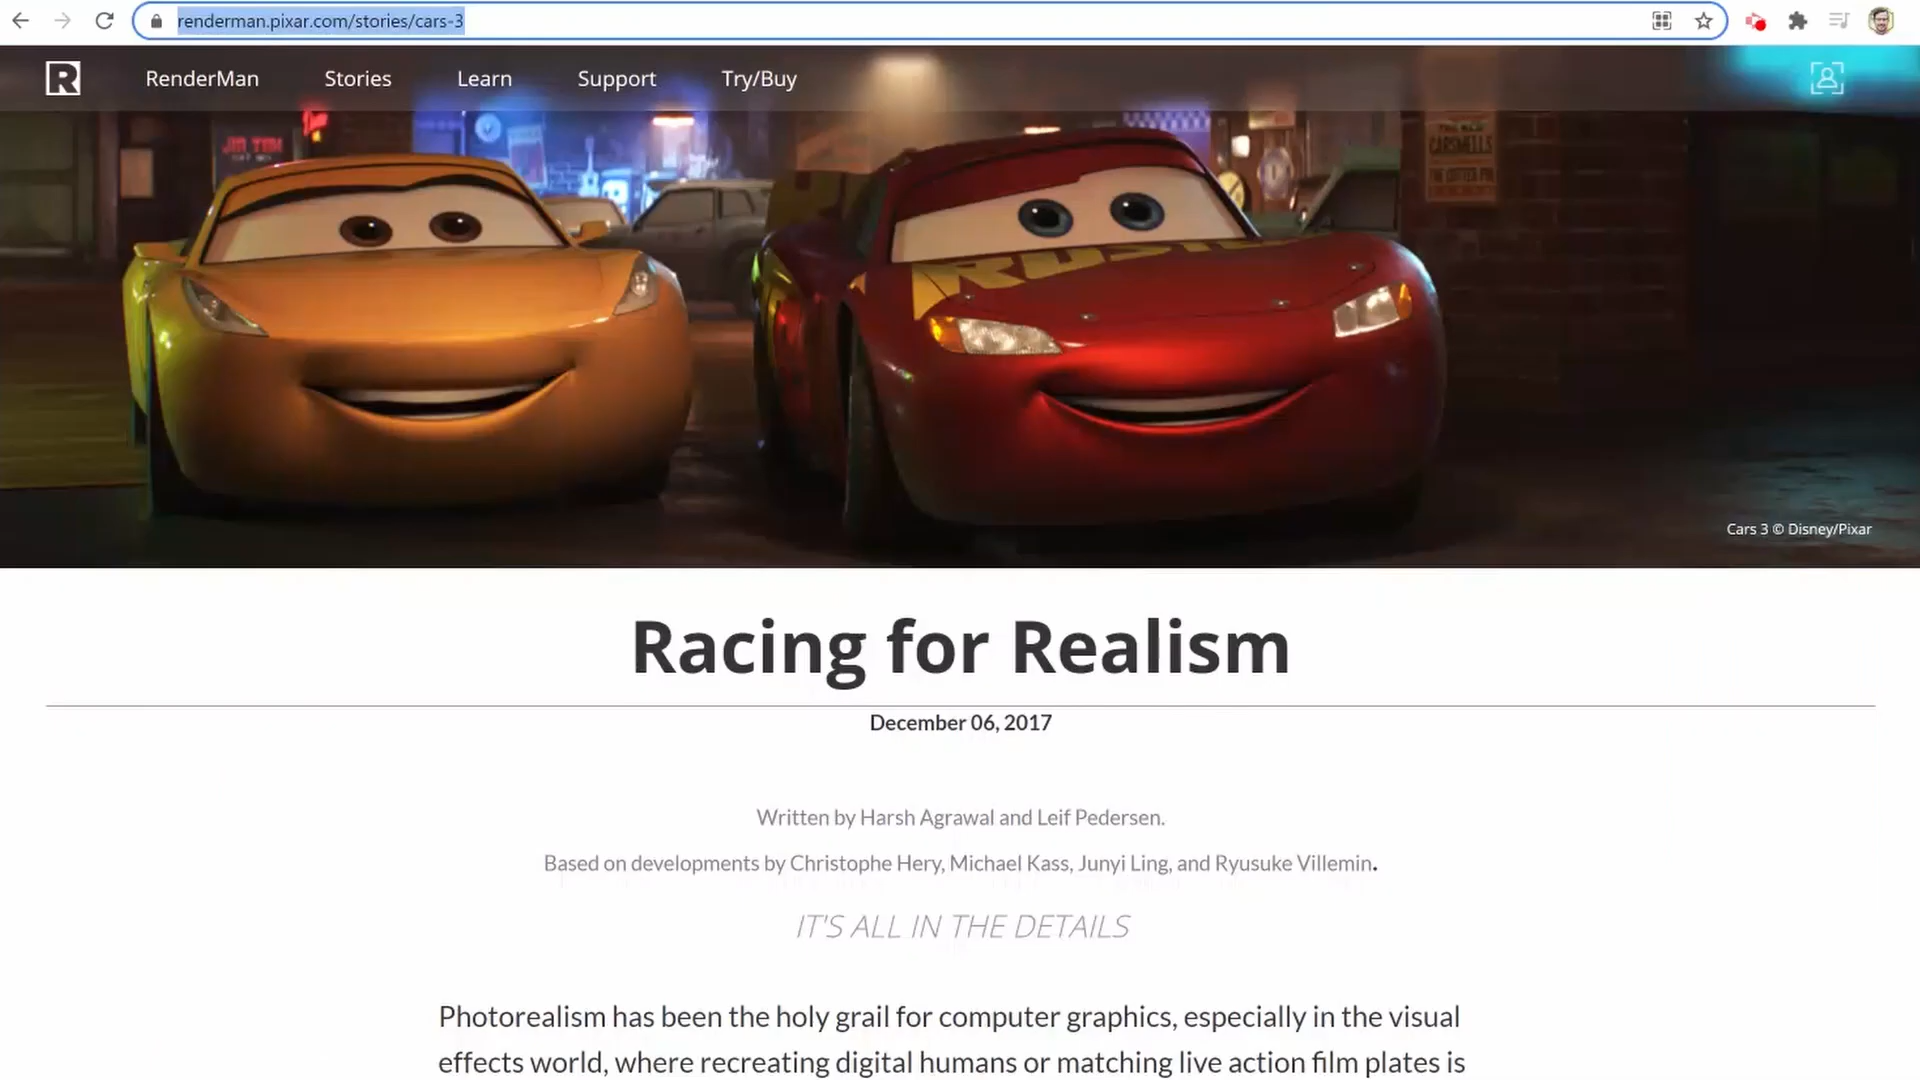 renderman.pixar.com/stories/cars-3
R RenderMan Stories Learn Support Try/Buy
CARSWELLS
RUSTE
Cars 3 © Disney/Pixar
Racing for Realism
December 06, 2017
Written by Harsh Agrawal and Leif Pedersen.
Based on developments by Christophe Hery, Michael Kass, Junyi Ling, and Ryusuke Villemin.
IT'S ALL IN THE DETAILS
Photorealism has been the holy grail for computer graphics, especially in the visual
effects world, where recreating digital humans or matching live action film plates is